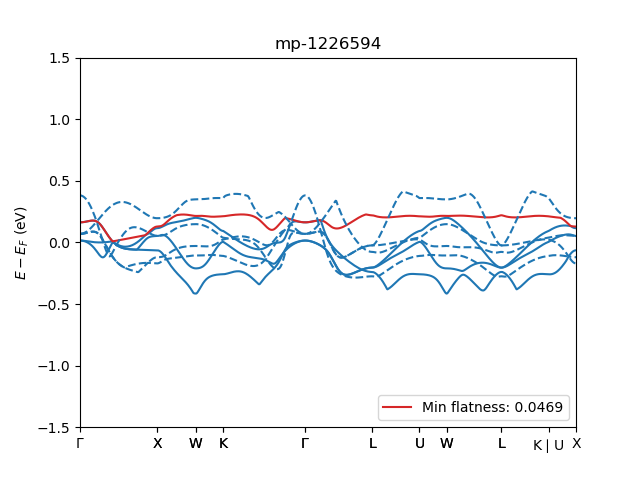 mp-1226594
1.5
1.0
0.5
0.0
−0.5
−1.0
−1.5
E − E_F (eV)
Min flatness: 0.0469
Γ X W K Γ L U W L K | U X